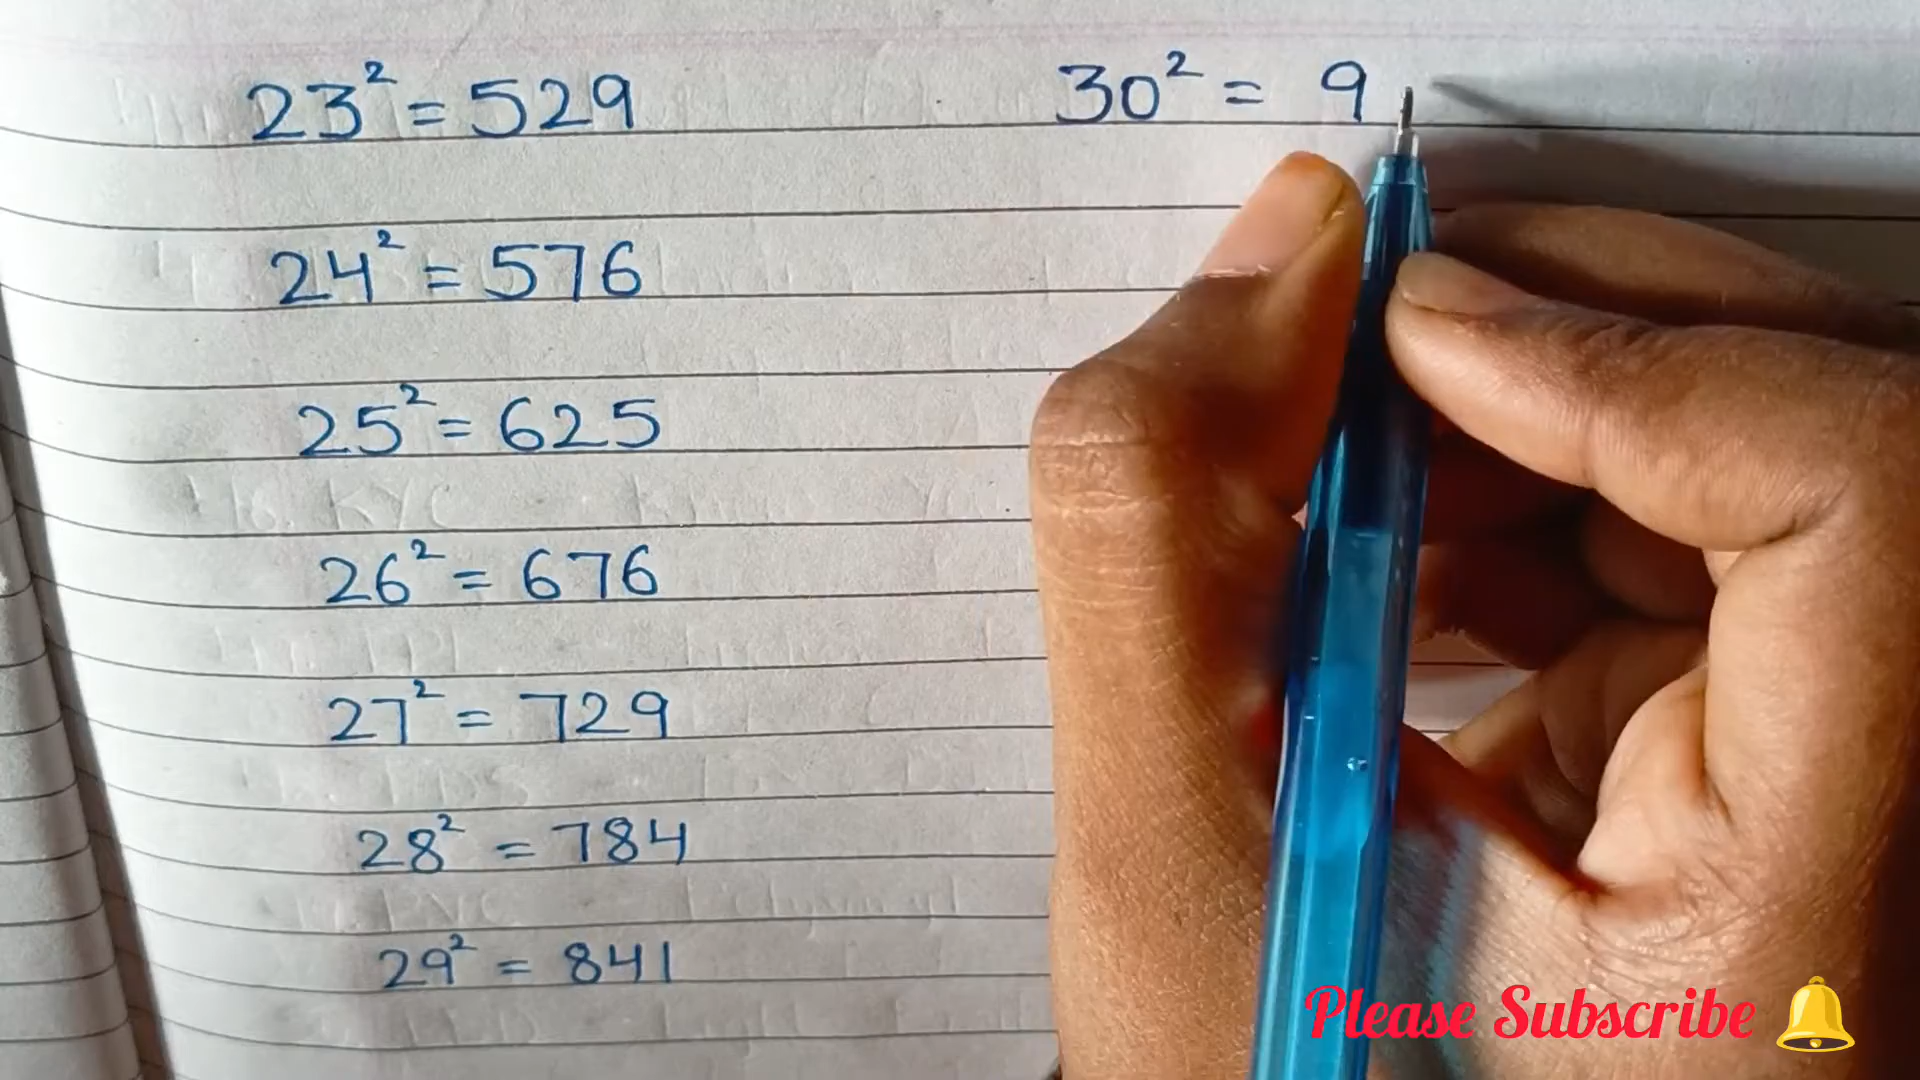 23² = 529
24² = 576
25² = 625
26² = 676
27² = 729
28² = 784
29² = 841
30² = 9
Please Subscribe